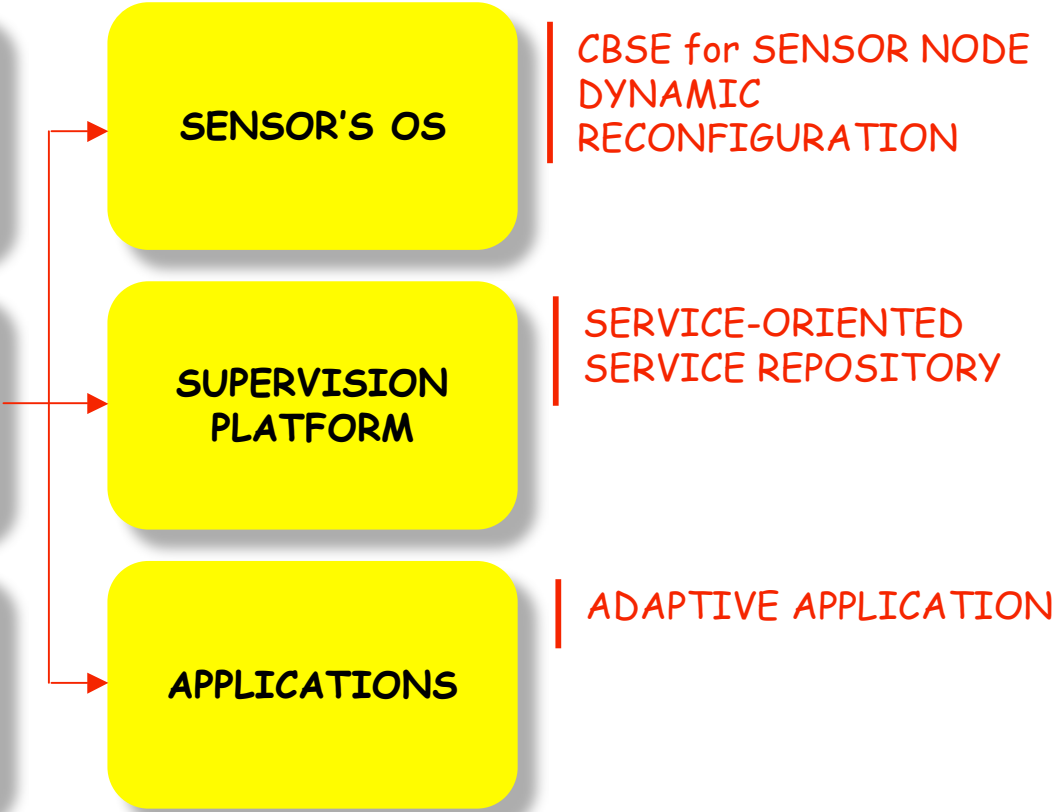 SENSOR'S OS
CBSE for SENSOR NODE
DYNAMIC
RECONFIGURATION
SUPERVISION
PLATFORM
SERVICE-ORIENTED
SERVICE REPOSITORY
APPLICATIONS
ADAPTIVE APPLICATION